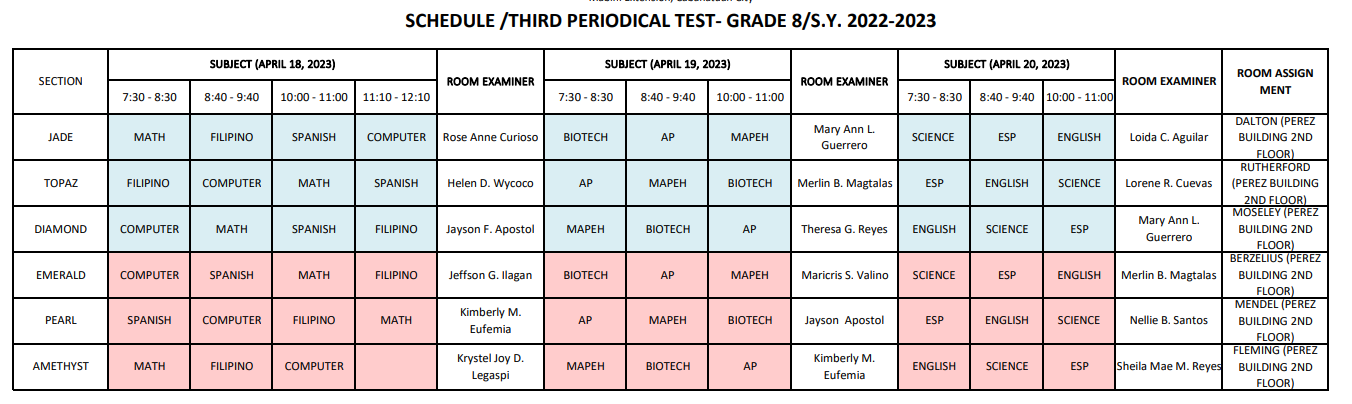 SCHEDULE /THIRD PERIODICAL TEST- GRADE 8/S.Y. 2022-2023
SECTION SUBJECT (APRIL 18, 2023) ROOM EXAMINER SUBJECT (APRIL 19, 2023) ROOM EXAMINER SUBJECT (APRIL 20, 2023) ROOM EXAMINER ROOM ASSIGN
MENT
7:30 - 8:30 8:40 - 9:40 10:00 - 11:00 11:10 - 12:10 7:30 - 8:30 8:40 - 9:40 10:00 - 11:00 7:30 - 8:30 8:40 - 9:40 10:00 - 11:00
JADE MATH FILIPINO SPANISH COMPUTER Rose Anne Curioso BIOTECH AP MAPEH Mary Ann L.
Guerrero SCIENCE ESP ENGLISH Loida C. Aguilar DALTON (PEREZ
BUILDING 2ND
FLOOR)
TOPAZ FILIPINO COMPUTER MATH SPANISH Helen D. Wycoco AP MAPEH BIOTECH Merlin B. Magtalas ESP ENGLISH SCIENCE Lorene R. Cuevas RUTHERFORD
(PEREZ BUILDING
2ND FLOOR)
DIAMOND COMPUTER MATH SPANISH FILIPINO Jayson F. Apostol MAPEH BIOTECH AP Theresa G. Reyes ENGLISH SCIENCE ESP Mary Ann L.
Guerrero MOSELEY (PEREZ
BUILDING 2ND
FLOOR)
EMERALD COMPUTER SPANISH MATH FILIPINO Jeffson G. Ilagan BIOTECH AP MAPEH Maricris S. Valino SCIENCE ESP ENGLISH Merlin B. Magtalas BERZELIUS (PEREZ
BUILDING 2ND
FLOOR)
PEARL SPANISH COMPUTER FILIPINO MATH Kimberly M.
Eufemia AP MAPEH BIOTECH Jayson Apostol ESP ENGLISH SCIENCE Nellie B. Santos MENDEL (PEREZ
BUILDING 2ND
FLOOR)
AMETHYST MATH FILIPINO COMPUTER Krystel Joy D.
Legaspi MAPEH BIOTECH AP Kimberly M.
Eufemia ENGLISH SCIENCE ESP Sheila Mae M. Reyes FLEMING (PEREZ
BUILDING 2ND
FLOOR)